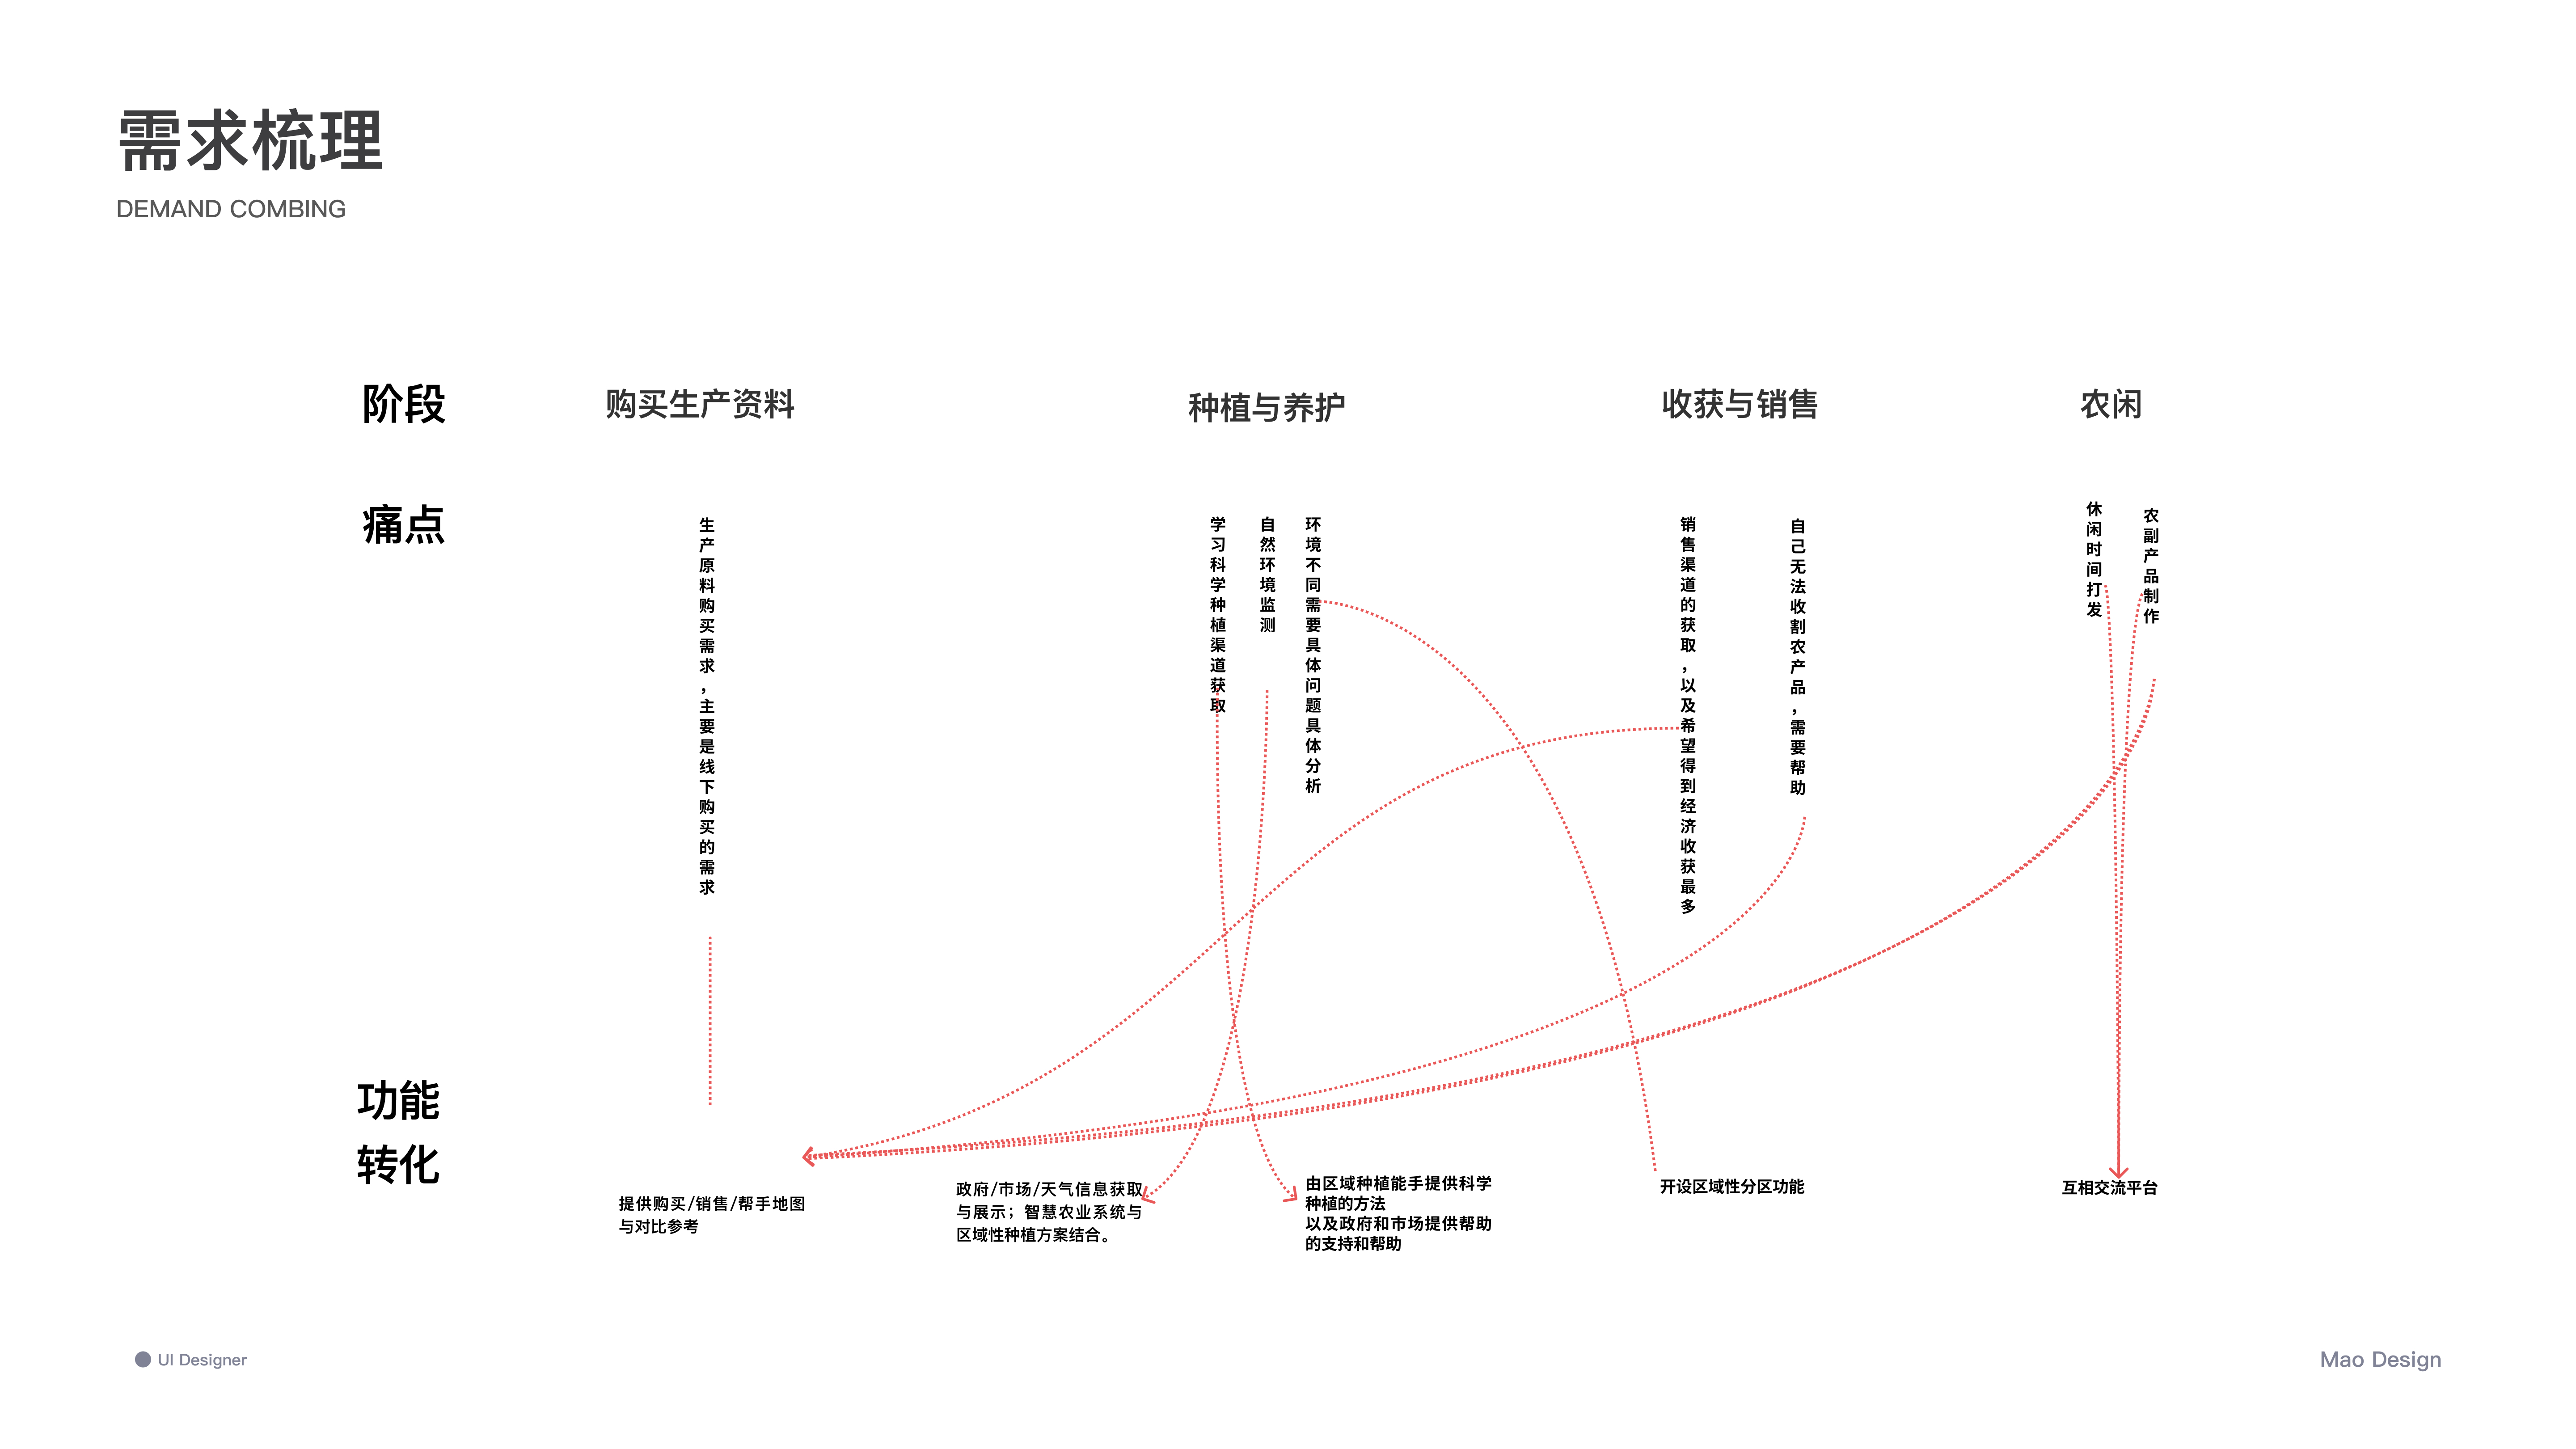 需求梳理
DEMAND COMBING
阶段
购买生产资料
种植与养护
收获与销售
农闲
痛点
生产原料购买需求,主要是线下购买的需求
学习科学种植渠道获取
自然环境监测
环境不同需要具体问题具体分析
销售渠道的获取,以及希望得到经济收获最多
自己无法收割农产品,需要帮助
休闲时间打发
农副产品制作
功能
转化
提供购买/销售/帮手地图
与对比参考
政府/市场/天气信息获取
与展示；智慧农业系统与
区域性种植方案结合。
由区域种植能手提供科学
种植的方法
以及政府和市场提供帮助
的支持和帮助
开设区域性分区功能
互相交流平台
UI Designer
Mao Design